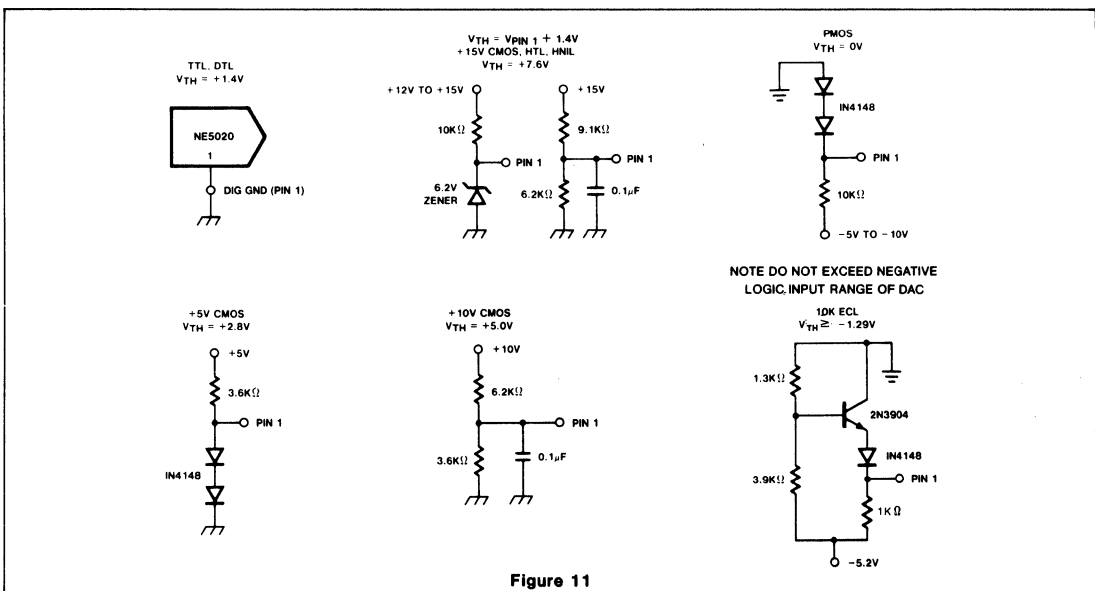 TTL, DTL
VTH = +1.4V
NE5020
1
DIG GND (PIN 1)
VTH = VPIN 1 + 1.4V
+15V CMOS, HTL, HNIL
VTH = +7.6V
+12V TO +15V
10KΩ
PIN 1
6.2V
ZENER
+15V
9.1KΩ
PIN 1
6.2KΩ
0.1μF
PMOS
VTH = 0V
IN4148
PIN 1
10KΩ
−5V TO −10V
NOTE DO NOT EXCEED NEGATIVE
LOGIC INPUT RANGE OF DAC
+5V CMOS
VTH = +2.8V
+5V
3.6KΩ
PIN 1
IN4148
+10V CMOS
VTH = +5.0V
+10V
6.2KΩ
PIN 1
3.6KΩ
0.1μF
10K ECL
VTH ≥ −1.29V
1.3KΩ
2N3904
IN4148
3.9KΩ
PIN 1
1KΩ
−5.2V
Figure 11